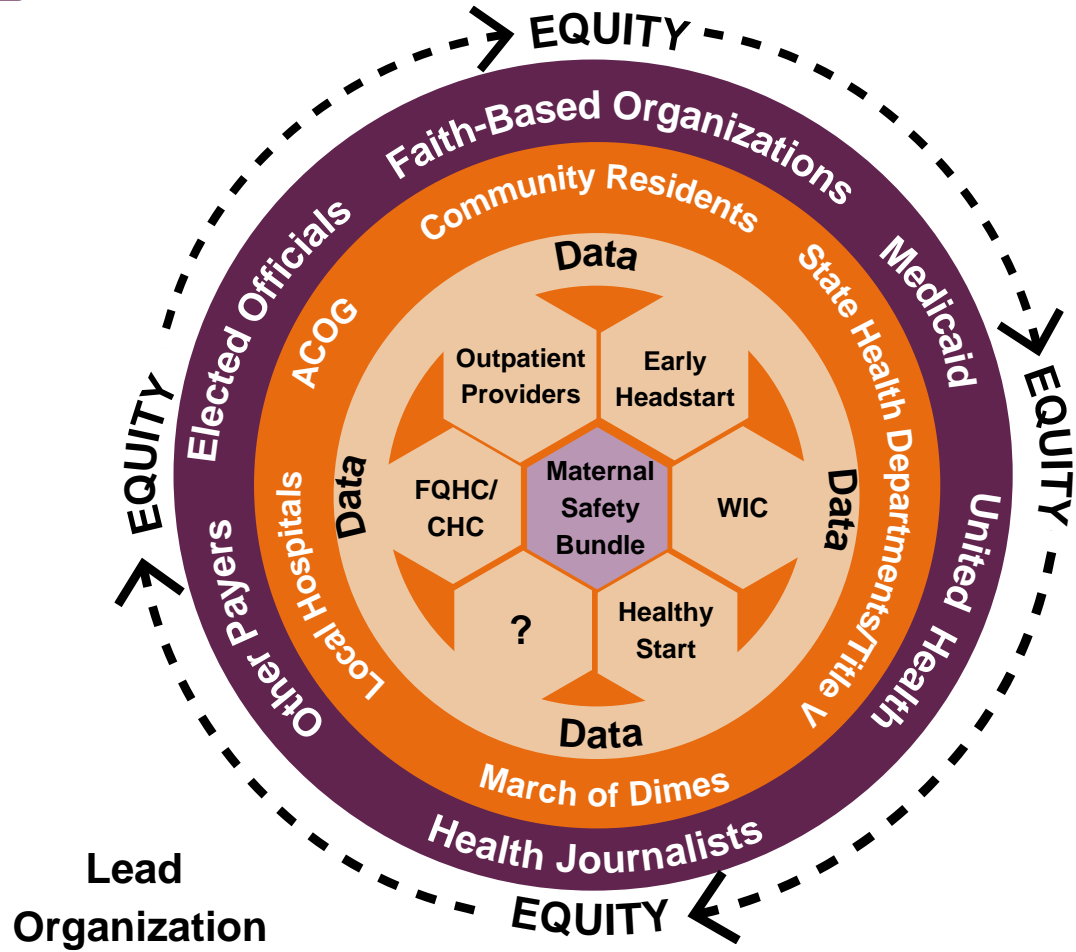 EQUITY
Faith-Based Organizations
Community Residents
Elected Officials
Medicaid
State Health Departments/Title V
ACOG
Data
Outpatient
Providers
Early
Headstart
EQUITY
EQUITY
Data
FQHC/
CHC
Maternal
Safety
Bundle
WIC
Data
Other Payers
Local Hospitals
?
Healthy
Start
United Health
Data
March of Dimes
Health Journalists
EQUITY
Lead
Organization